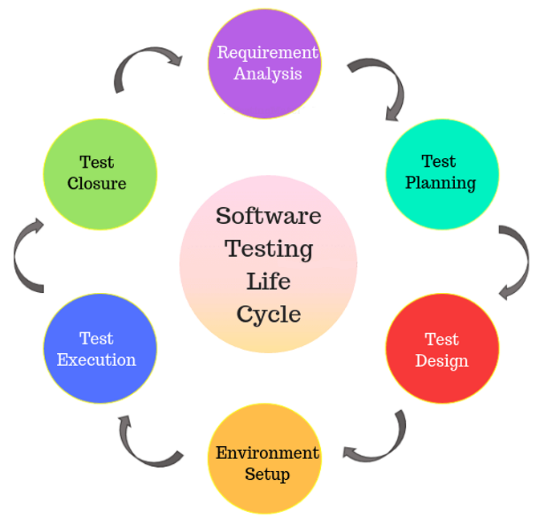 Requirement
Analysis
Test
Planning
Test
Design
Environment
Setup
Test
Execution
Test
Closure
Software
Testing
Life
Cycle